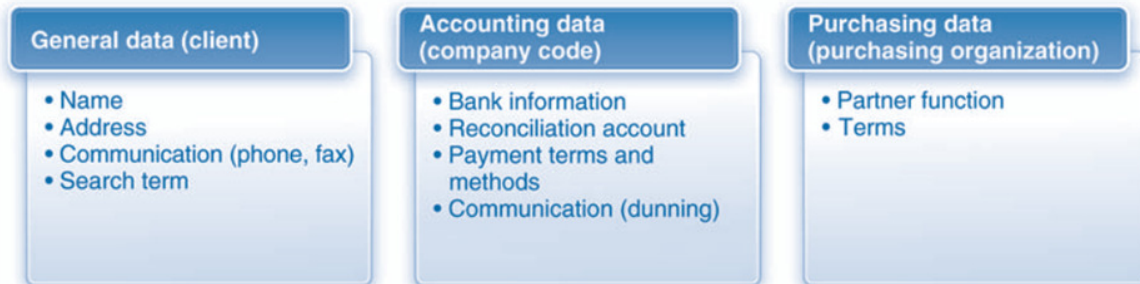 General data (client)
• Name
• Address
• Communication (phone, fax)
• Search term
Accounting data
(company code)
• Bank information
• Reconciliation account
• Payment terms and
methods
• Communication (dunning)
Purchasing data
(purchasing organization)
• Partner function
• Terms